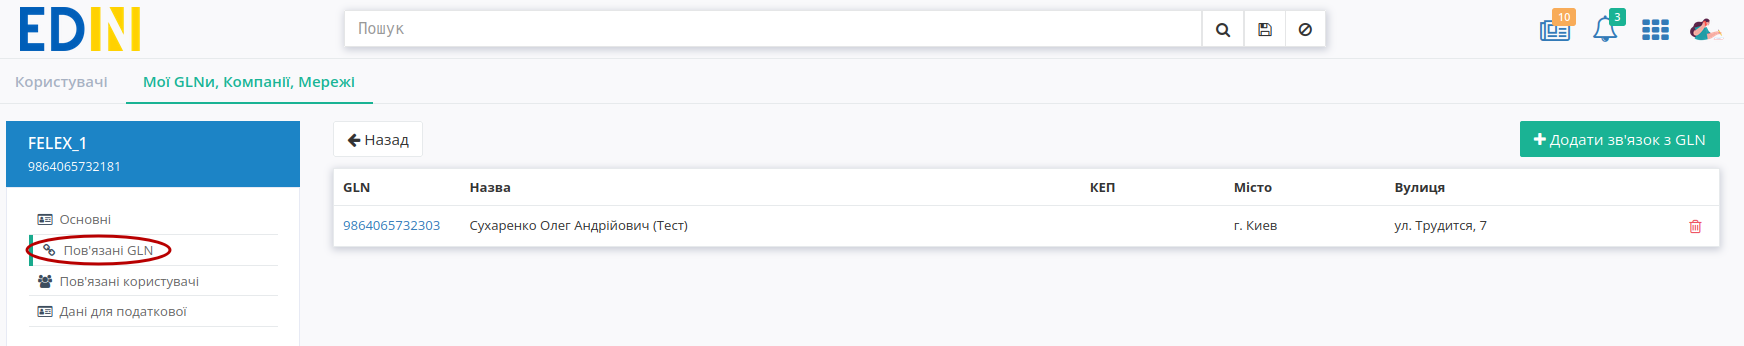 EDIN
Пошук
10
3
Користувачі
Мої GLNи, Компанії, Мережі
FELEX_1
9864065732181
Основні
Пов'язані GLN
Пов'язані користувачі
Дані для податкової
Назад
Додати зв'язок з GLN
GLN Назва КЕП Місто Вулиця
9864065732303 Сухаренко Олег Андрійович (Тест) г. Киев ул. Трудится, 7